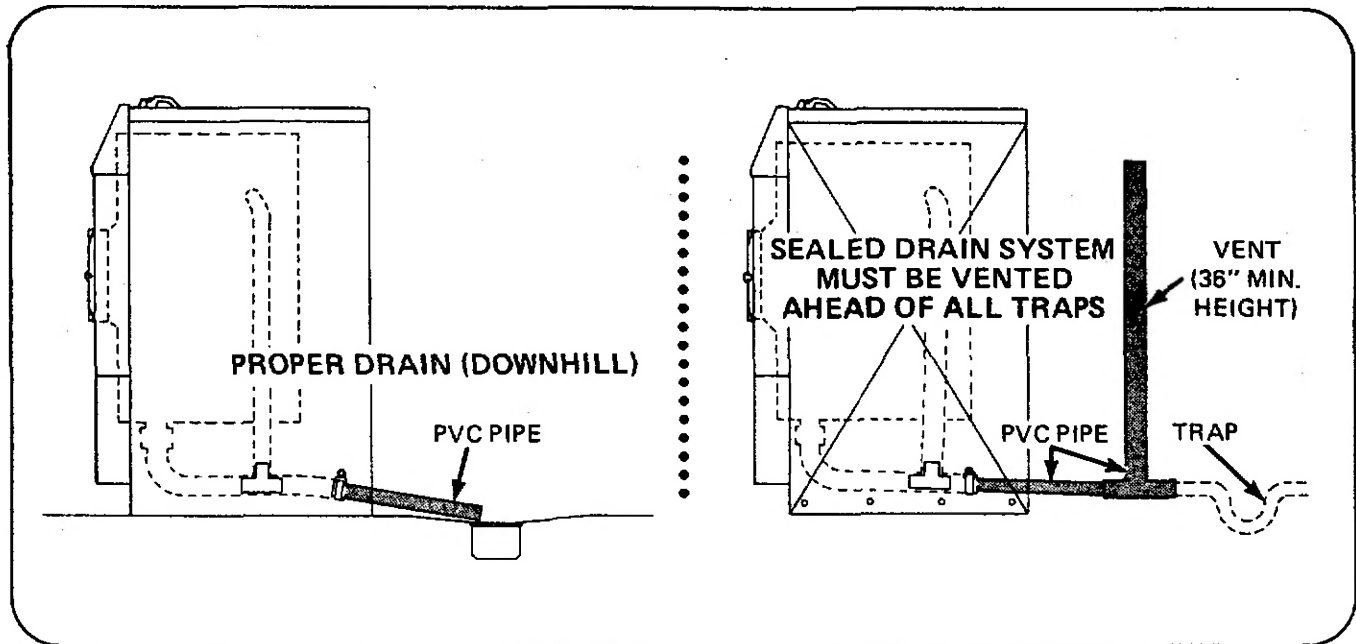 PROPER DRAIN (DOWNHILL)
PVC PIPE
SEALED DRAIN SYSTEM
MUST BE VENTED
AHEAD OF ALL TRAPS
VENT
(36" MIN.
HEIGHT)
PVC PIPE
TRAP